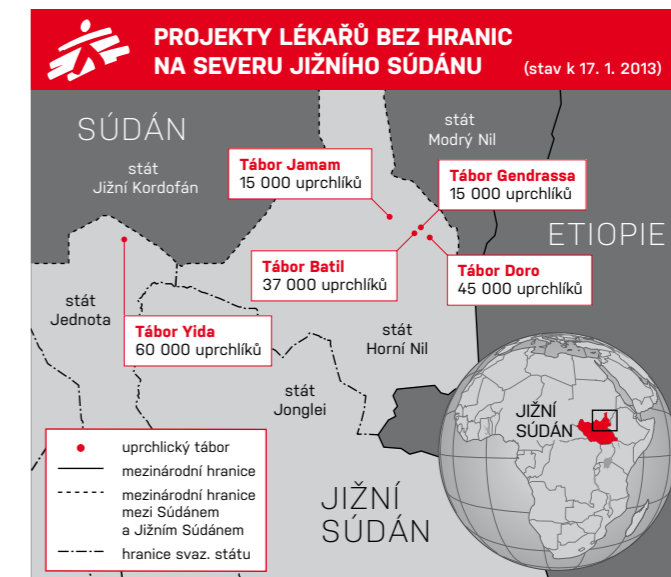 PROJEKTY LÉKAŘŮ BEZ HRANIC
NA SEVERU JIŽNÍHO SÚDÁNU (stav k 17. 1. 2013)
SÚDÁN
stát
Jižní Kordofán
stát
Modrý Nil
Tábor Jamam
15 000 uprchlíků
Tábor Gendrassa
15 000 uprchlíků
ETIOPIE
Tábor Batil
37 000 uprchlíků
Tábor Doro
45 000 uprchlíků
stát
Jednota
Tábor Yida
60 000 uprchlíků
stát
Horní Nil
stát
Jonglei
JIŽNÍ
SÚDÁN
uprchlický tábor
mezinárodní hranice
mezinárodní hranice
mezi Súdánem
a Jižním Súdánem
hranice svaz. státu
JIŽNÍ
SÚDÁN